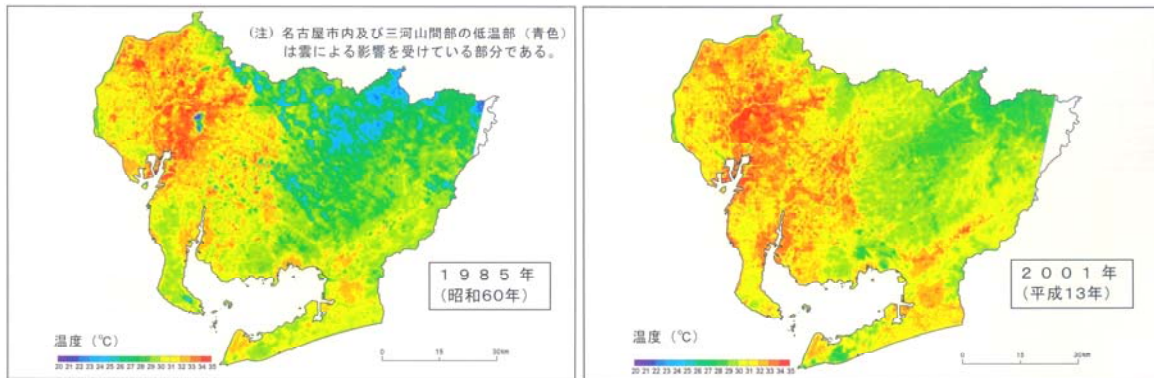 (注) 名古屋市内及び三河山間部の低温部（青色）
は雲による影響を受けている部分である。
1985年
(昭和60年)
温度 (℃)
20 21 22 23 24 25 26 27 28 29 30 31 32 33 34 35
0 15 30km
2001年
(平成13年)
温度 (℃)
20 21 22 23 24 25 26 27 28 29 30 31 32 33 34 35
0 15 30km